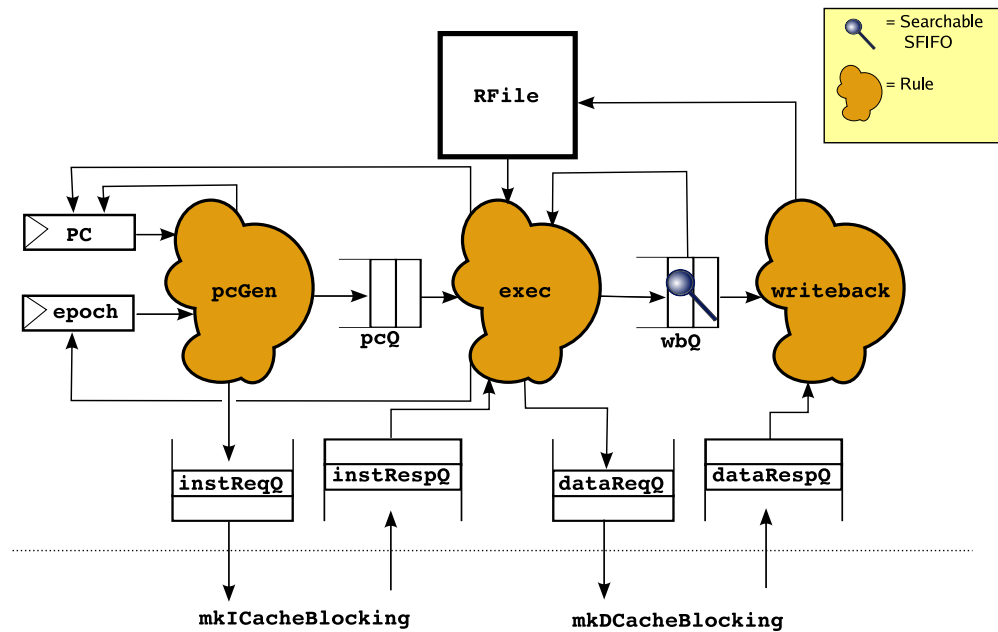 = Searchable
SFIFO
= Rule
RFile
PC
epoch
pcGen
pcQ
exec
wbQ
writeback
instReqQ
instRespQ
dataReqQ
dataRespQ
mkICacheBlocking
mkDCacheBlocking